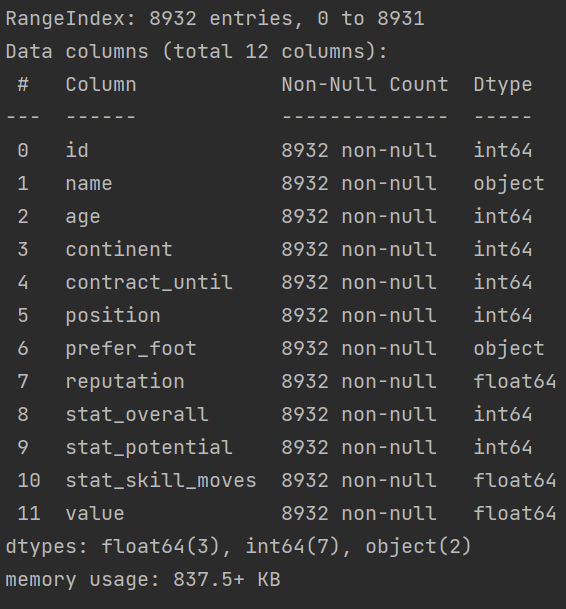 RangeIndex: 8932 entries, 0 to 8931
Data columns (total 12 columns):
 #   Column            Non-Null Count  Dtype
---  ------            --------------  -----
 0   id                8932 non-null   int64
 1   name              8932 non-null   object
 2   age               8932 non-null   int64
 3   continent         8932 non-null   int64
 4   contract_until    8932 non-null   int64
 5   position          8932 non-null   int64
 6   prefer_foot       8932 non-null   object
 7   reputation        8932 non-null   float64
 8   stat_overall      8932 non-null   int64
 9   stat_potential    8932 non-null   int64
 10  stat_skill_moves  8932 non-null   float64
 11  value             8932 non-null   float64
dtypes: float64(3), int64(7), object(2)
memory usage: 837.5+ KB